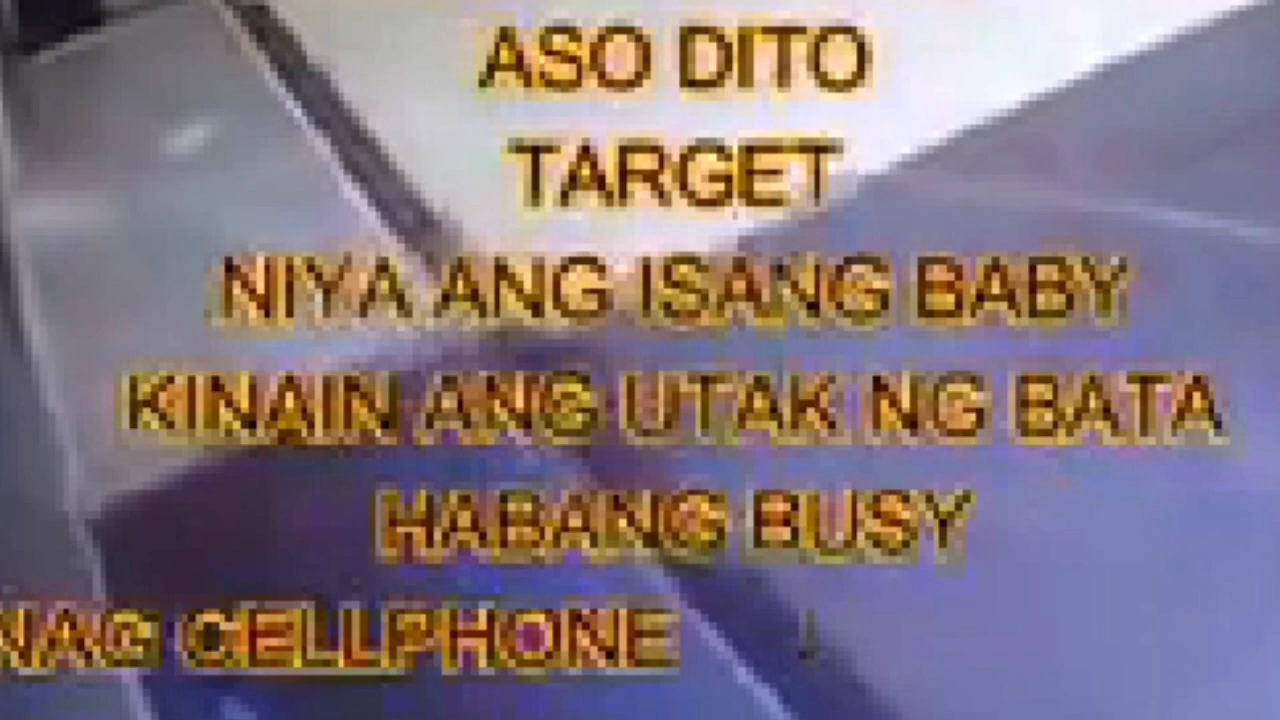 ASO DITO
TARGET
NIYA ANG ISANG BABY
KINAIN ANG UTAK NG BATA
HABANG BUSY
NAG CELLPHONE